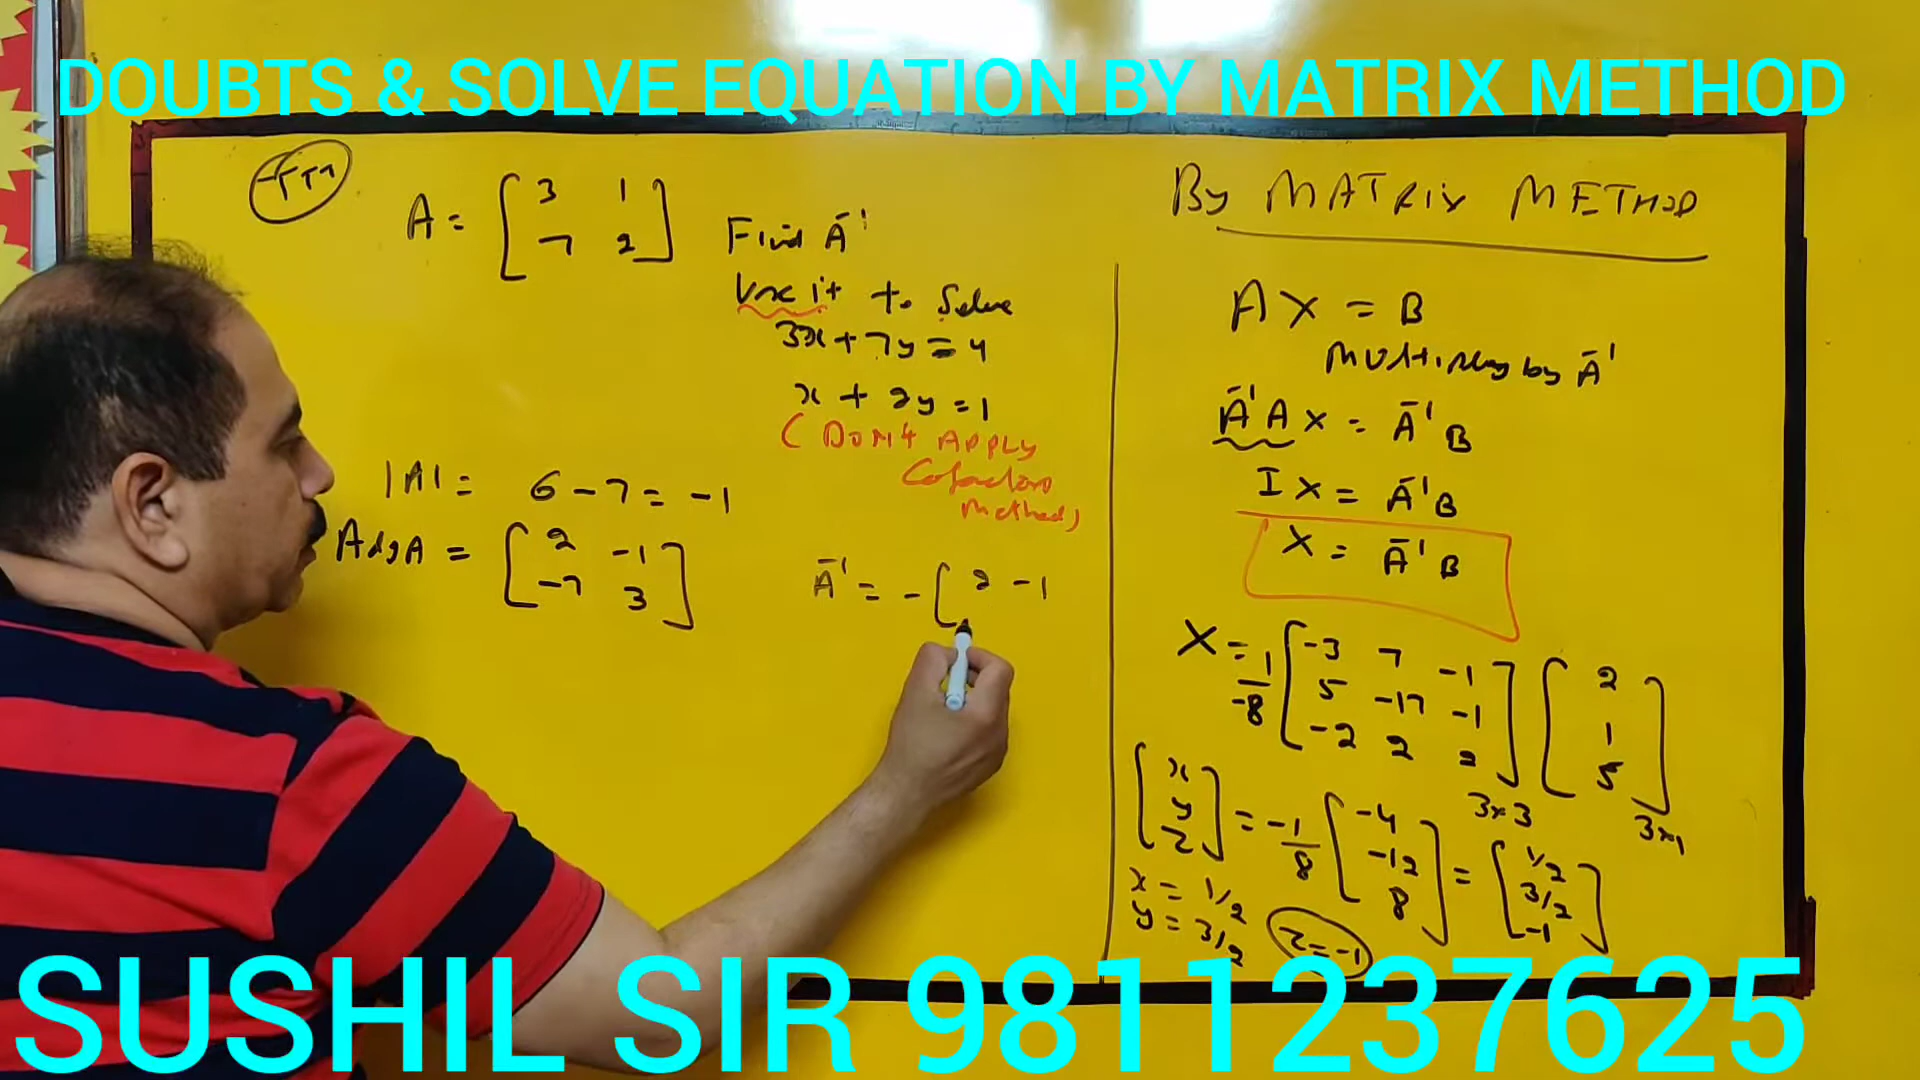 DOUBTS & SOLVE EQUATION BY MATRIX METHOD
A = [ 3 1
7 2 ]
Find A⁻¹
Use it to Solve
3x + 7y = 4
x + 2y = 1
( DON'T APPLY
Cofactors
Method)
|A| = 6 - 7 = -1
Adj A = [ 2 -1
-7 3 ]
A⁻¹ = - [ 2 -1
By MATRIX METHOD
AX = B
Multiply by A⁻¹
A⁻¹AX = A⁻¹B
IX = A⁻¹B
X = A⁻¹B
X = 1/-8 [ -3 7 -1
5 -17 -1
-2 2 2 ] 3×3 [ 2
1
5 ] 3×1
[ x
y
z ] = -1/8 [ -4
-12
8 ] = [ 1/2
3/2
-1 ]
x = 1/2
y = 3/2
z = -1
SUSHIL SIR 9811237625